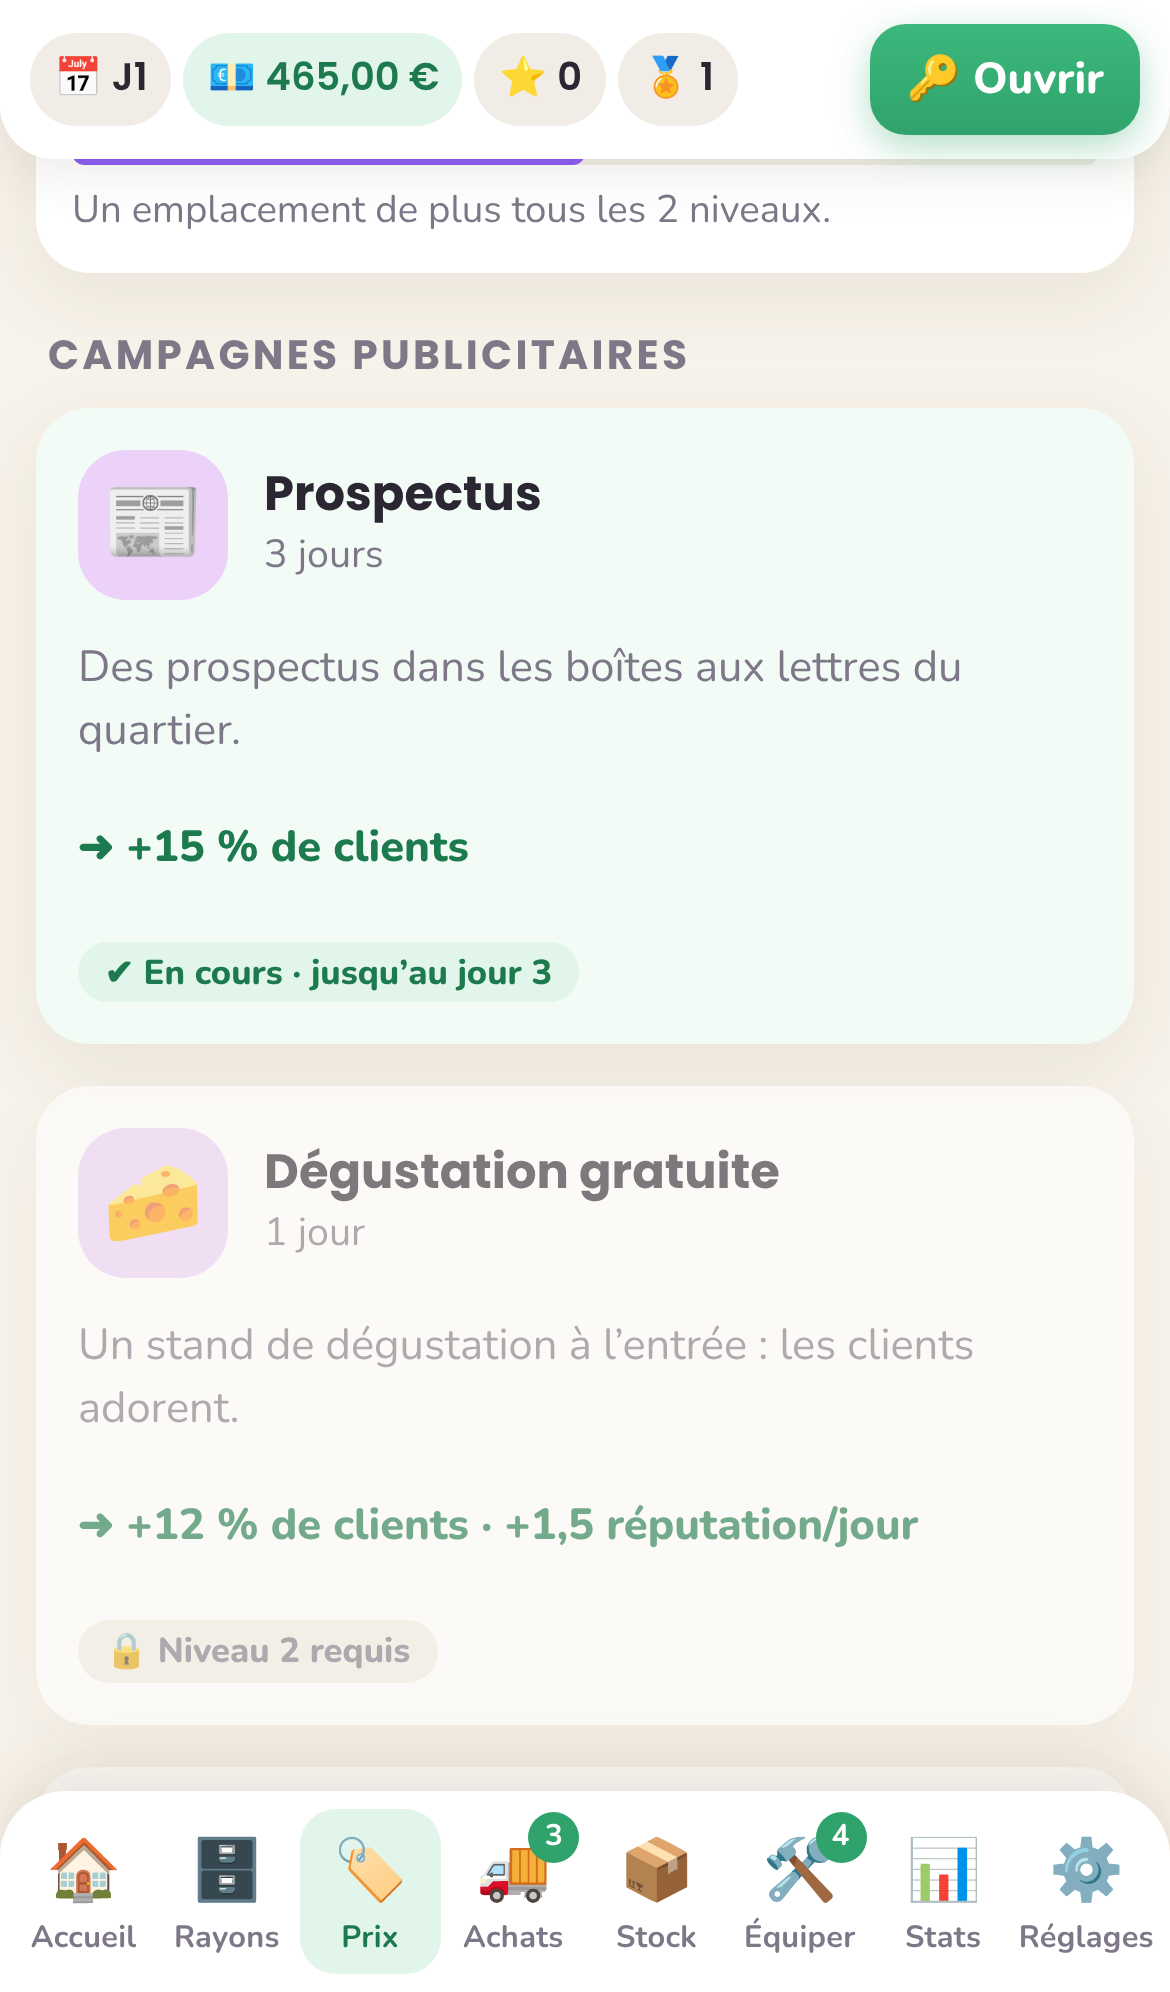 J1
465,00 €
0
1
Ouvrir
Un emplacement de plus tous les 2 niveaux.
CAMPAGNES PUBLICITAIRES
Prospectus
3 jours
Des prospectus dans les boîtes aux lettres du
quartier.
➜ +15 % de clients
✔ En cours · jusqu’au jour 3
Dégustation gratuite
1 jour
Un stand de dégustation à l’entrée : les clients
adorent.
➜ +12 % de clients · +1,5 réputation/jour
Niveau 2 requis
3
4
Accueil
Rayons
Prix
Achats
Stock
Équiper
Stats
Réglages